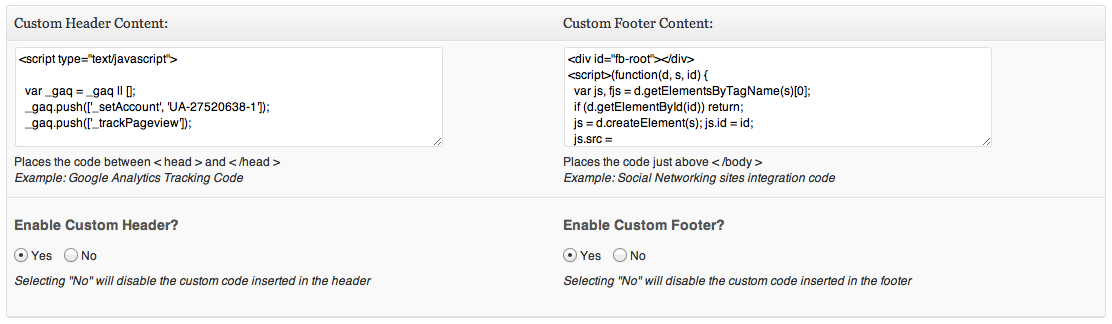 Custom Header Content:
<script type="text/javascript">
var _gaq = _gaq || [];
_gaq.push(['_setAccount', 'UA-27520638-1']);
_gaq.push(['_trackPageview']);
Places the code between < head > and < /head >
Example: Google Analytics Tracking Code
Custom Footer Content:
<div id="fb-root"></div>
<script>(function(d, s, id) {
var js, fjs = d.getElementsByTagName(s)[0];
if (d.getElementById(id)) return;
js = d.createElement(s); js.id = id;
js.src =
Places the code just above < /body >
Example: Social Networking sites integration code
Enable Custom Header?
Yes No
Selecting "No" will disable the custom code inserted in the header
Enable Custom Footer?
Yes No
Selecting "No" will disable the custom code inserted in the footer